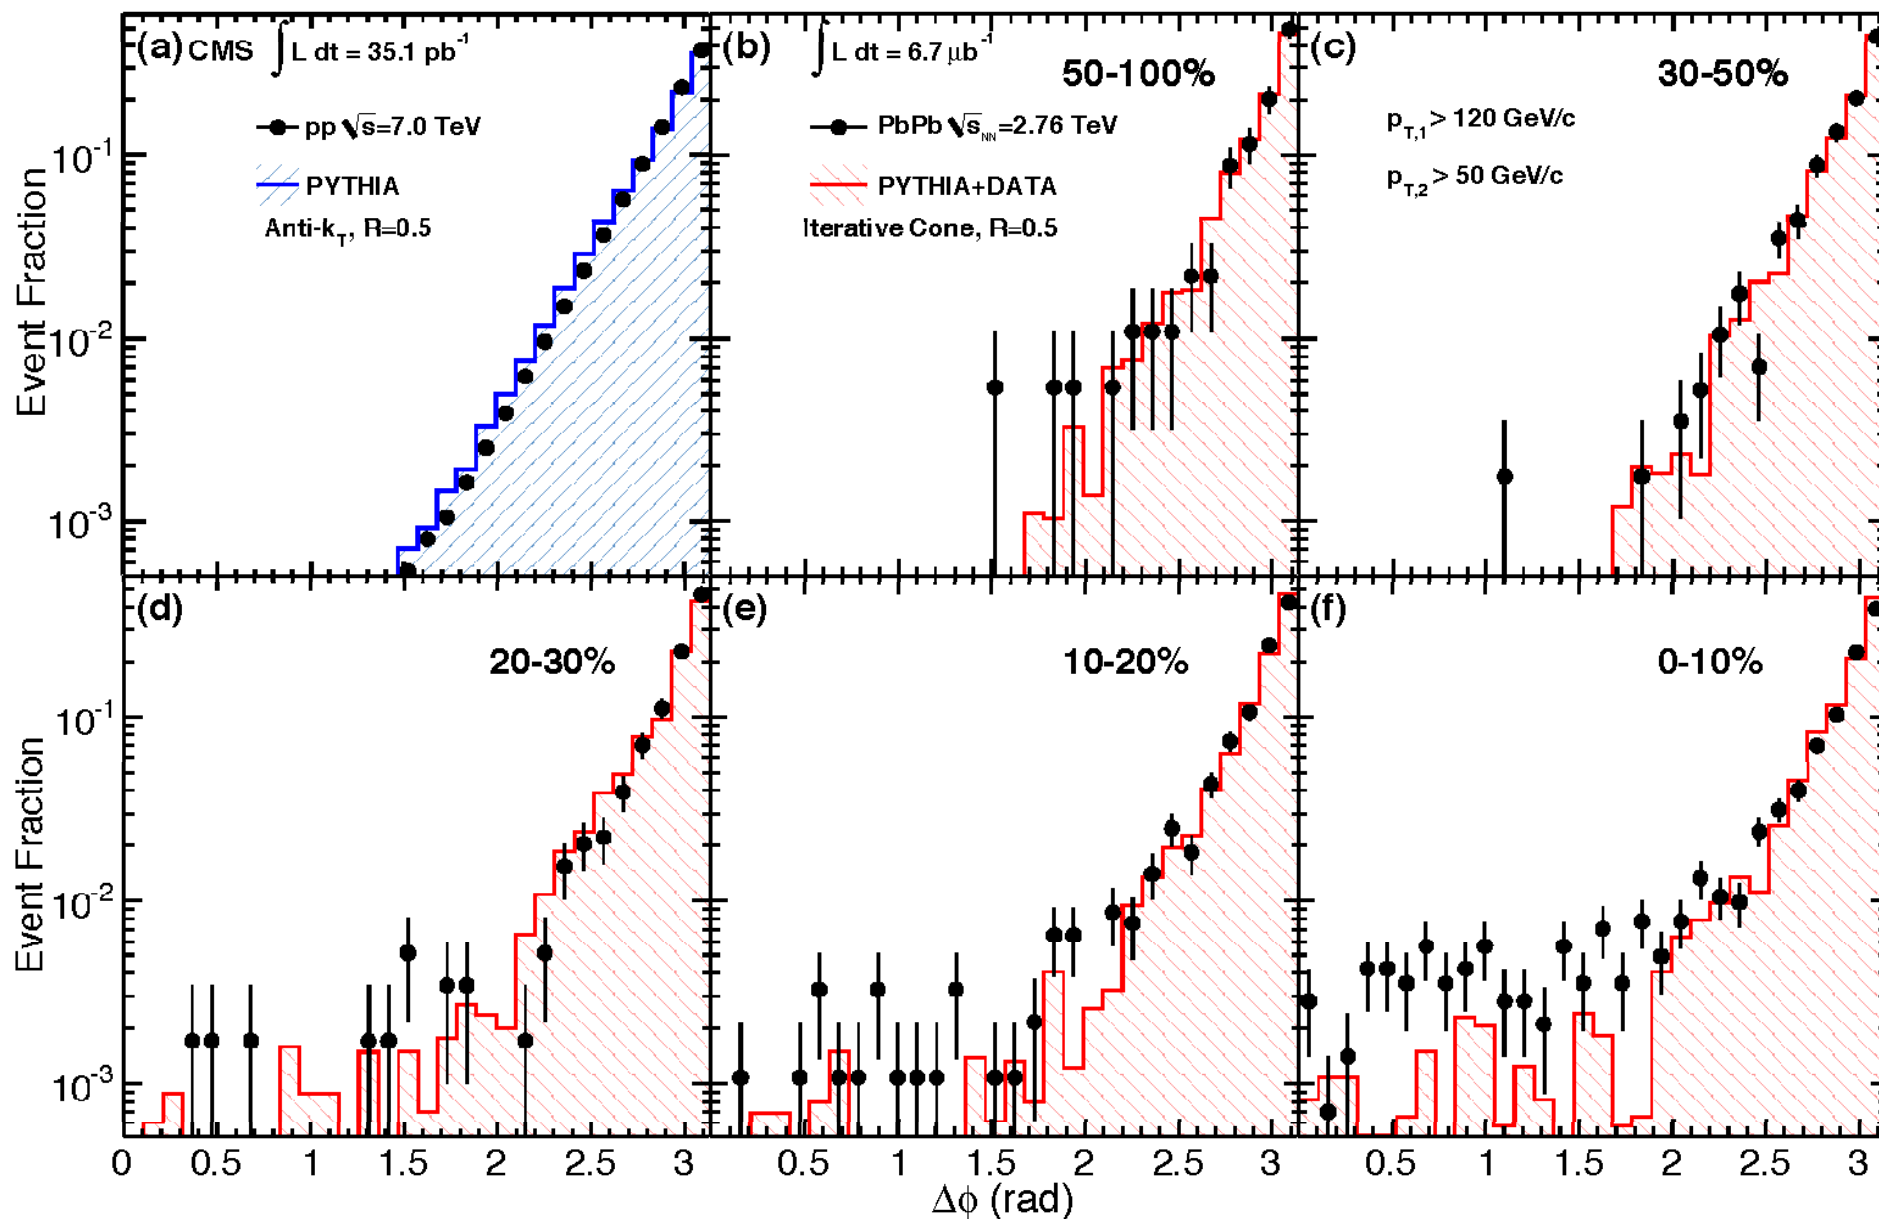 (a) CMS ∫ L dt = 35.1 pb⁻¹
pp √s=7.0 TeV
PYTHIA
Anti-k_T, R=0.5
(b) ∫ L dt = 6.7 μb⁻¹
50-100%
PbPb √s_NN=2.76 TeV
PYTHIA+DATA
Iterative Cone, R=0.5
(c)
30-50%
p_T,1 > 120 GeV/c
p_T,2 > 50 GeV/c
Event Fraction
10⁻¹
10⁻²
10⁻³
(d)
20-30%
(e)
10-20%
(f)
0-10%
Event Fraction
10⁻¹
10⁻²
10⁻³
0 0.5 1 1.5 2 2.5 3 0.5 1 1.5 2 2.5 3 0.5 1 1.5 2 2.5 3
Δϕ (rad)